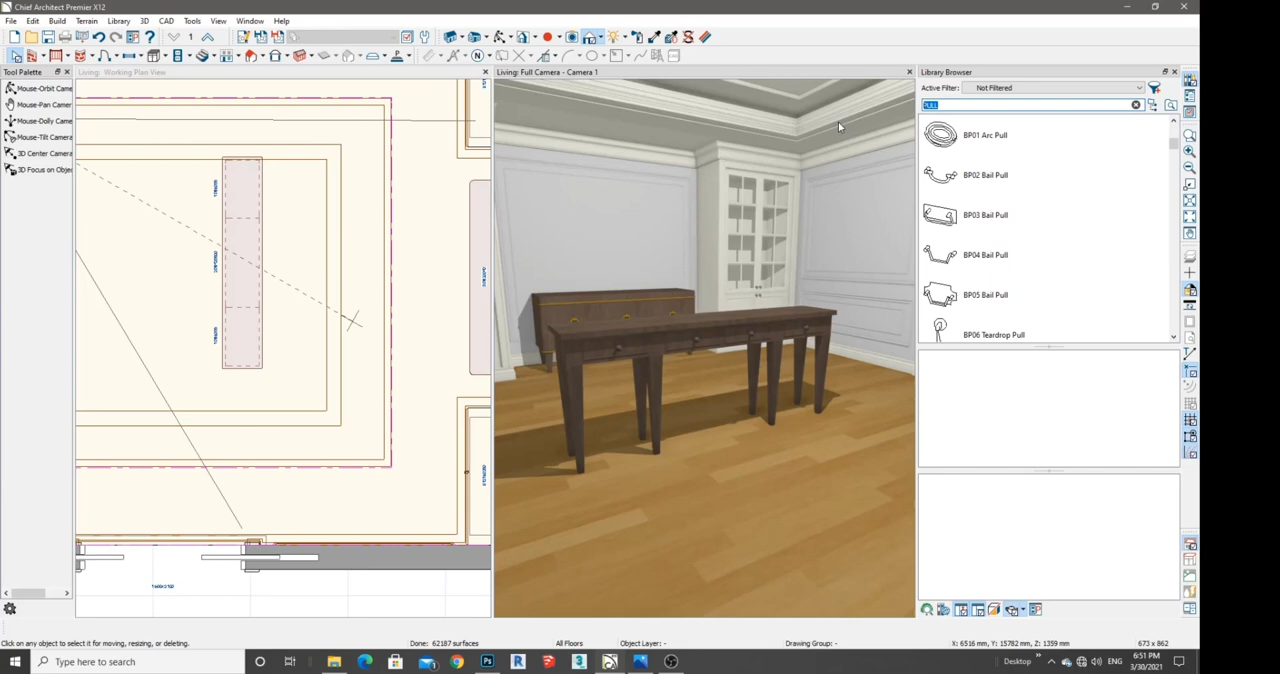 Chief Architect Premier X12
File Edit Build Terrain Library 3D CAD Tools Select View Window Help
Tool Palette
Living: Working Plan View
Living: Full Camera - Camera 1
Library Browser
Active Filter: Not Filtered
PULL
Mouse-Orbit Came
Mouse-Pan Camera
Mouse-Dolly Came
Mouse-Tilt Camera
3D Center Camera
3D Focus on Objec
BP01 Arc Pull
BP02 Bail Pull
BP03 Bail Pull
BP04 Bail Pull
BP05 Bail Pull
BP06 Teardrop Pull
Click on any object to select it for moving, resizing, or deleting.
Done: 62187 surfaces
All Floors
Object Layer: -
Drawing Group: -
X: 6516 mm, Y: 15782 mm, Z: 1359 mm
673 x 862
Type here to search
Desktop
ENG
6:51 PM
3/30/2021